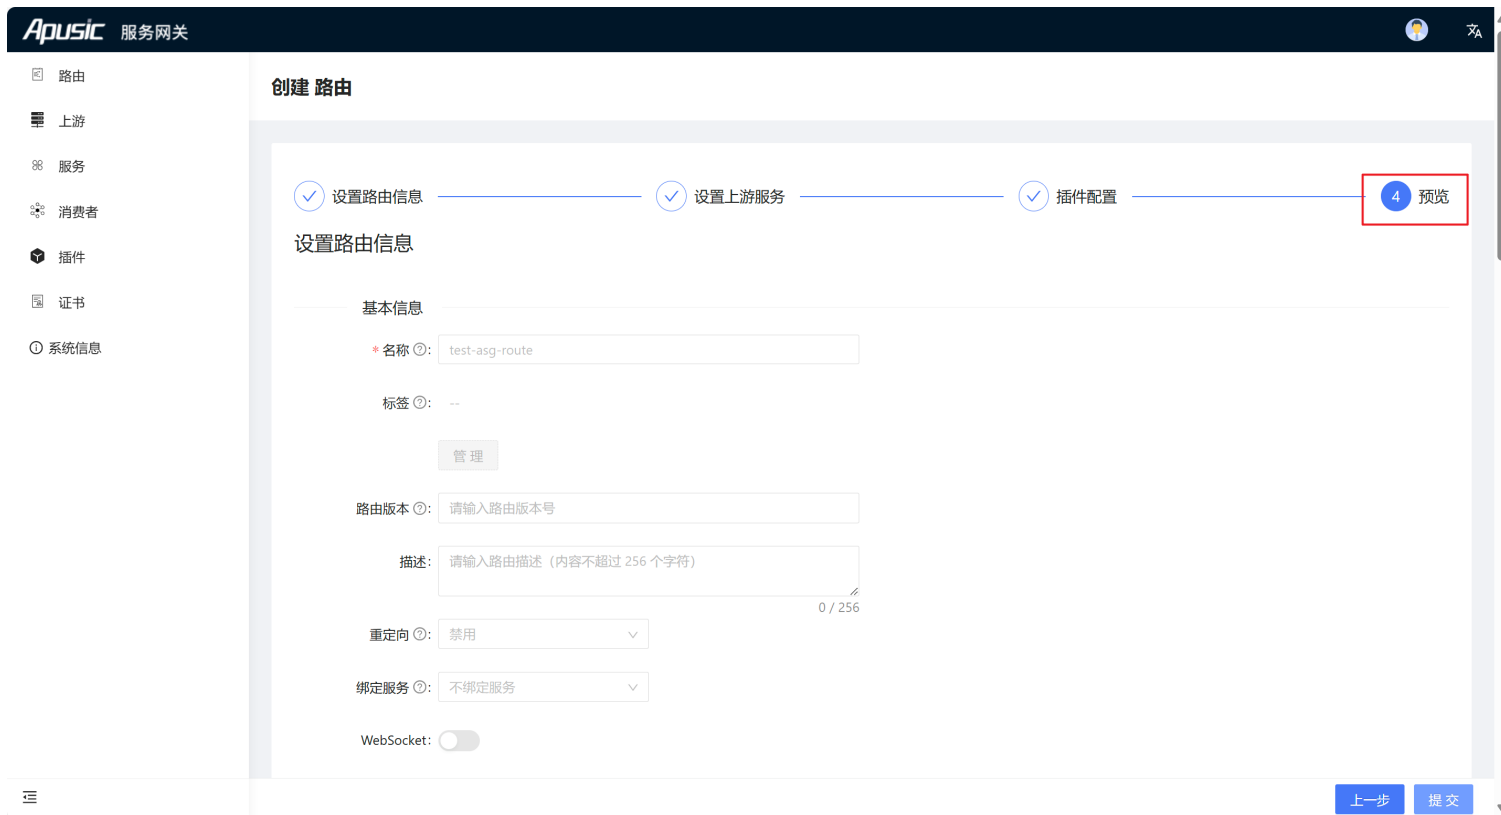 Apusic 服务网关
路由
上游
服务
消费者
插件
证书
系统信息
创建 路由
设置路由信息
设置上游服务
插件配置
4 预览
设置路由信息
基本信息
* 名称 ? : test-asg-route
标签 ? : --
管 理
路由版本 ? : 请输入路由版本号
描述: 请输入路由描述（内容不超过 256 个字符）
0 / 256
重定向 ? : 禁用
绑定服务 ? : 不绑定服务
WebSocket:
上一步 提 交